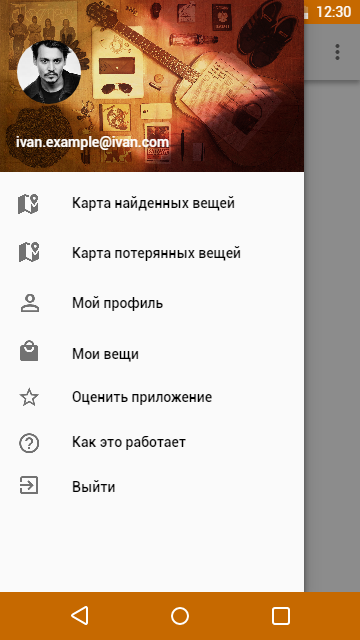 12:30
ivan.example@ivan.com
Карта найденных вещей
Карта потерянных вещей
Мой профиль
Мои вещи
Оценить приложение
Как это работает
Выйти